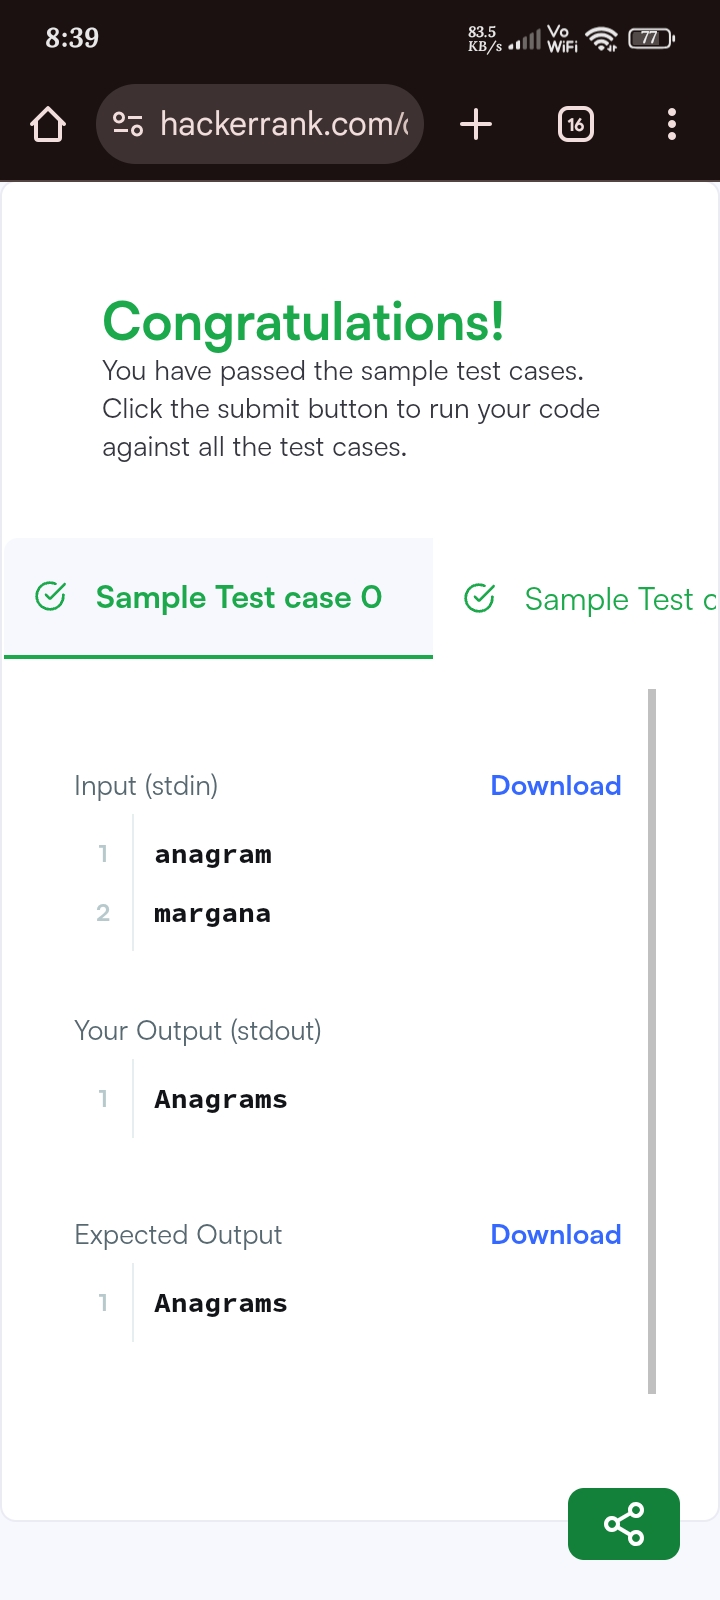 8:39
83.5
KB/s
Vo
WiFi
77
hackerrank.com/
16
Congratulations!
You have passed the sample test cases.
Click the submit button to run your code
against all the test cases.
Sample Test case 0
Sample Test c
Input (stdin)
Download
1 anagram
2 margana
Your Output (stdout)
1 Anagrams
Expected Output
Download
1 Anagrams